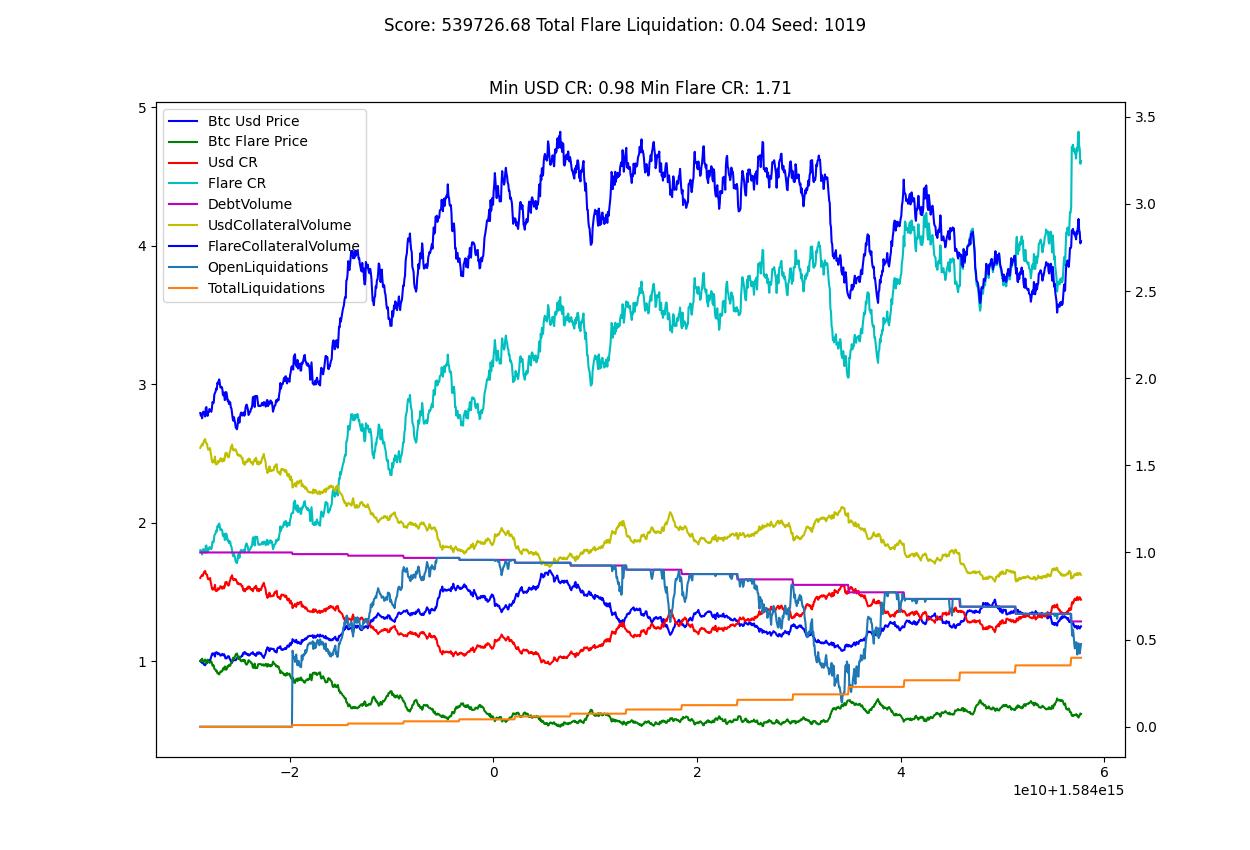 Score: 539726.68 Total Flare Liquidation: 0.04 Seed: 1019
Min USD CR: 0.98 Min Flare CR: 1.71
Btc Usd Price
Btc Flare Price
Usd CR
Flare CR
DebtVolume
UsdCollateralVolume
FlareCollateralVolume
OpenLiquidations
TotalLiquidations
5
4
3
2
1
3.5
3.0
2.5
2.0
1.5
1.0
0.5
0.0
−2 0 2 4 6
1e10+1.584e15